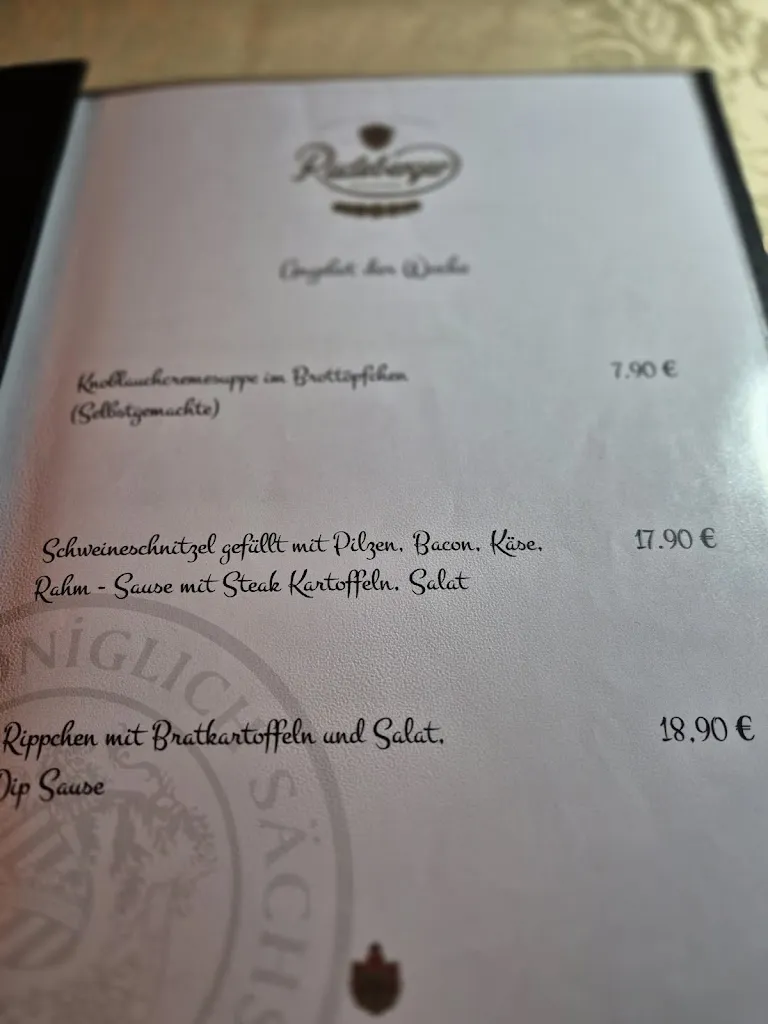 Radeberger
Angebot der Woche
Knoblauchcremesuppe im Brottöpfchen
7.90 €
(Selbstgemachte)
Schweineschnitzel gefüllt mit Pilzen, Bacon, Käse,
17.90 €
Rahm - Sause mit Steak Kartoffeln, Salat
Rippchen mit Bratkartoffeln und Salat,
18,90 €
Dip Sause
NIGLICH SÄCHS